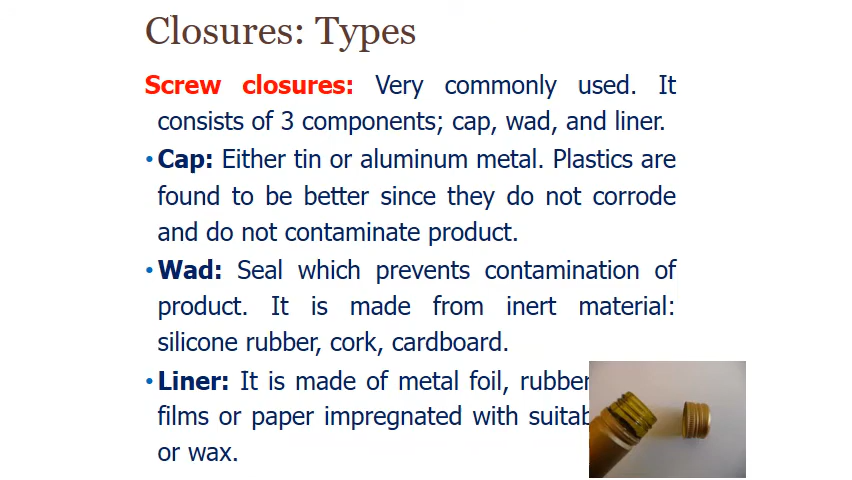 Closures: Types
Screw closures: Very commonly used. It
consists of 3 components; cap, wad, and liner.
• Cap: Either tin or aluminum metal. Plastics are
found to be better since they do not corrode
and do not contaminate product.
• Wad: Seal which prevents contamination of
product. It is made from inert material:
silicone rubber, cork, cardboard.
• Liner: It is made of metal foil, rubber
films or paper impregnated with
or wax.